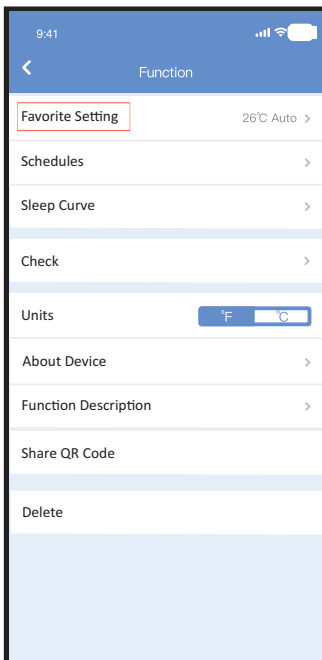 9:41
Function
Favorite Setting 26℃ Auto >
Schedules >
Sleep Curve >
Check >
Units °F ℃
About Device >
Function Description >
Share QR Code
Delete